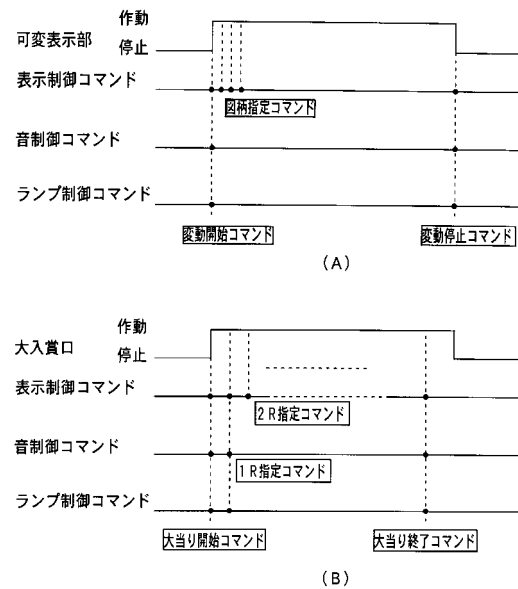 作動
可変表示部
停止
表示制御コマンド
図柄指定コマンド
音制御コマンド
ランプ制御コマンド
変動開始コマンド
変動停止コマンド
(A)
作動
大入賞口
停止
表示制御コマンド
2R指定コマンド
音制御コマンド
1R指定コマンド
ランプ制御コマンド
大当り開始コマンド
大当り終了コマンド
(B)